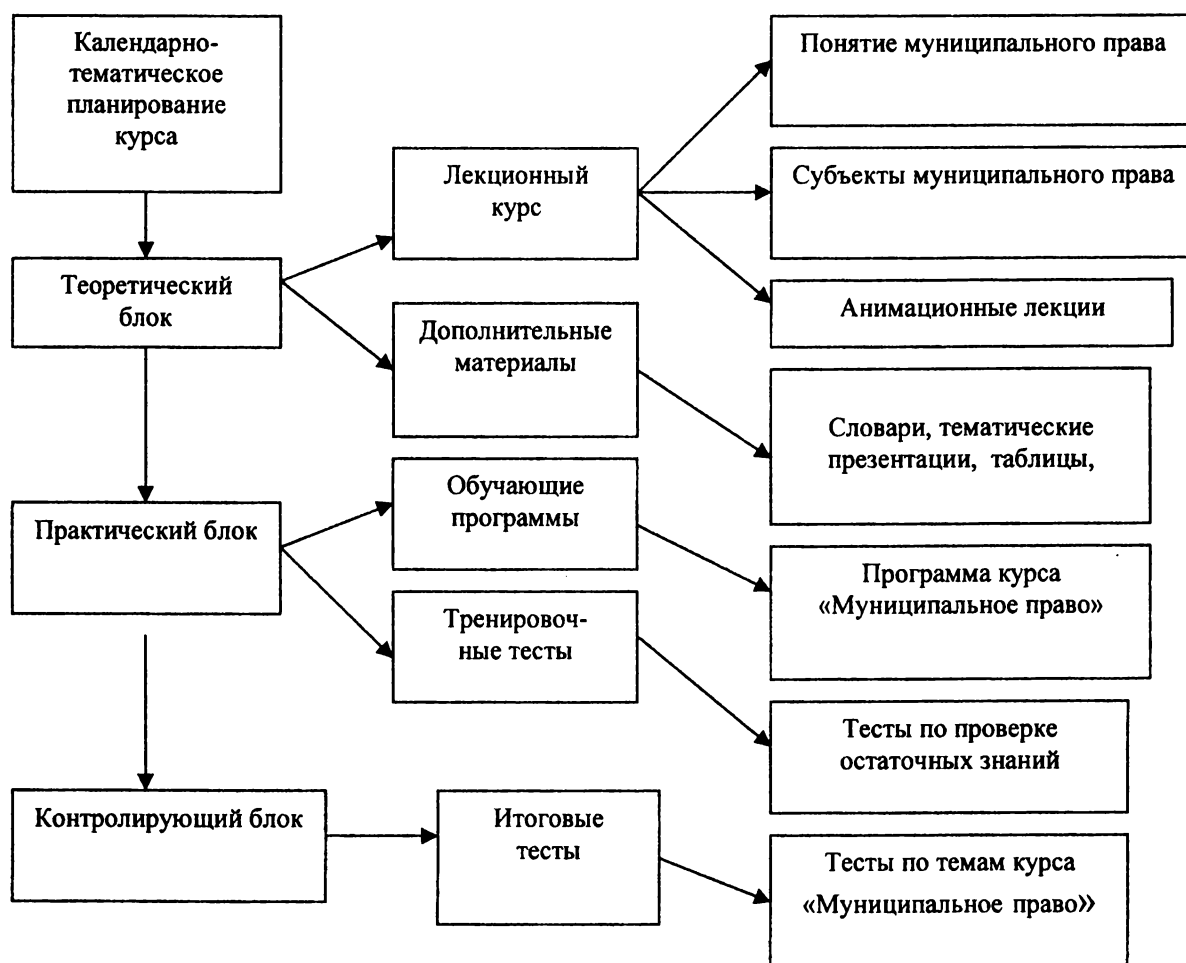 Календарно-
тематическое
планирование
курса
Теоретический
блок
Практический блок
Контролирующий блок
Лекционный
курс
Дополнительные
материалы
Обучающие
программы
Тренировоч-
ные тесты
Итоговые
тесты
Понятие муниципального права
Субъекты муниципального права
Анимационные лекции
Словари, тематические
презентации, таблицы,
Программа курса
«Муниципальное право»
Тесты по проверке
остаточных знаний
Тесты по темам курса
«Муниципальное право»